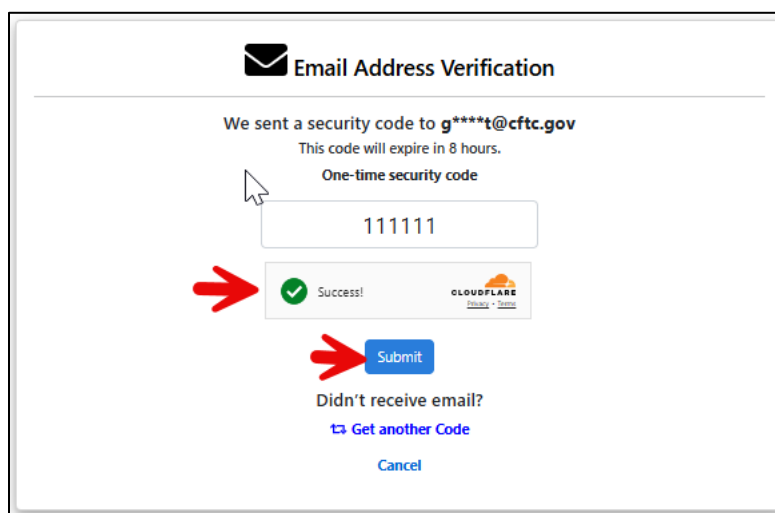 Email Address Verification
We sent a security code to g****t@cftc.gov
This code will expire in 8 hours.
One-time security code
111111
Success!
CLOUDFLARE
Privacy • Terms
Submit
Didn't receive email?
Get another Code
Cancel